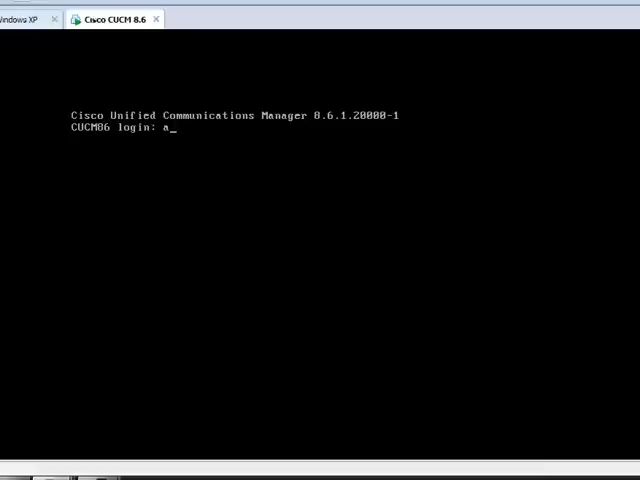 Windows XP
Cisco CUCM 8.6
Cisco Unified Communications Manager 8.6.1.20000-1
CUCM86 login: a_